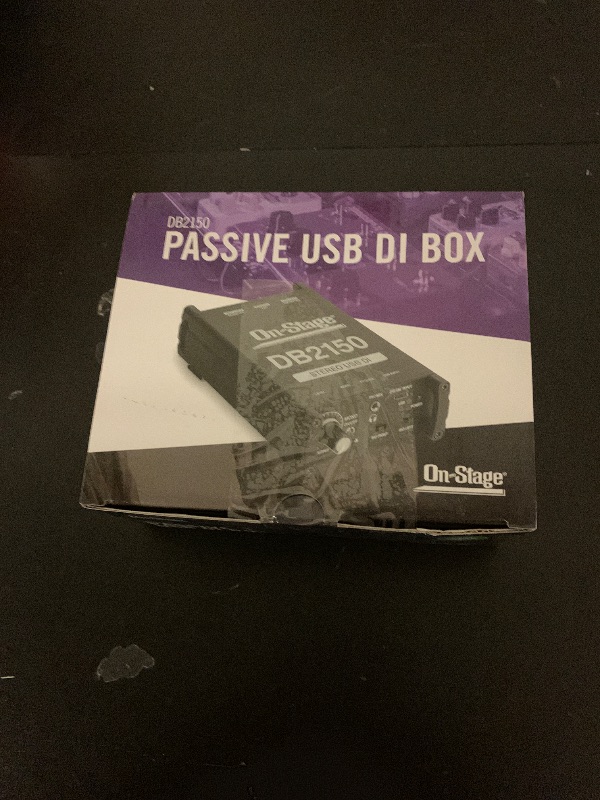 DB2150
PASSIVE USB DI BOX
On-Stage
DB2150
STEREO USB DI
On-Stage®